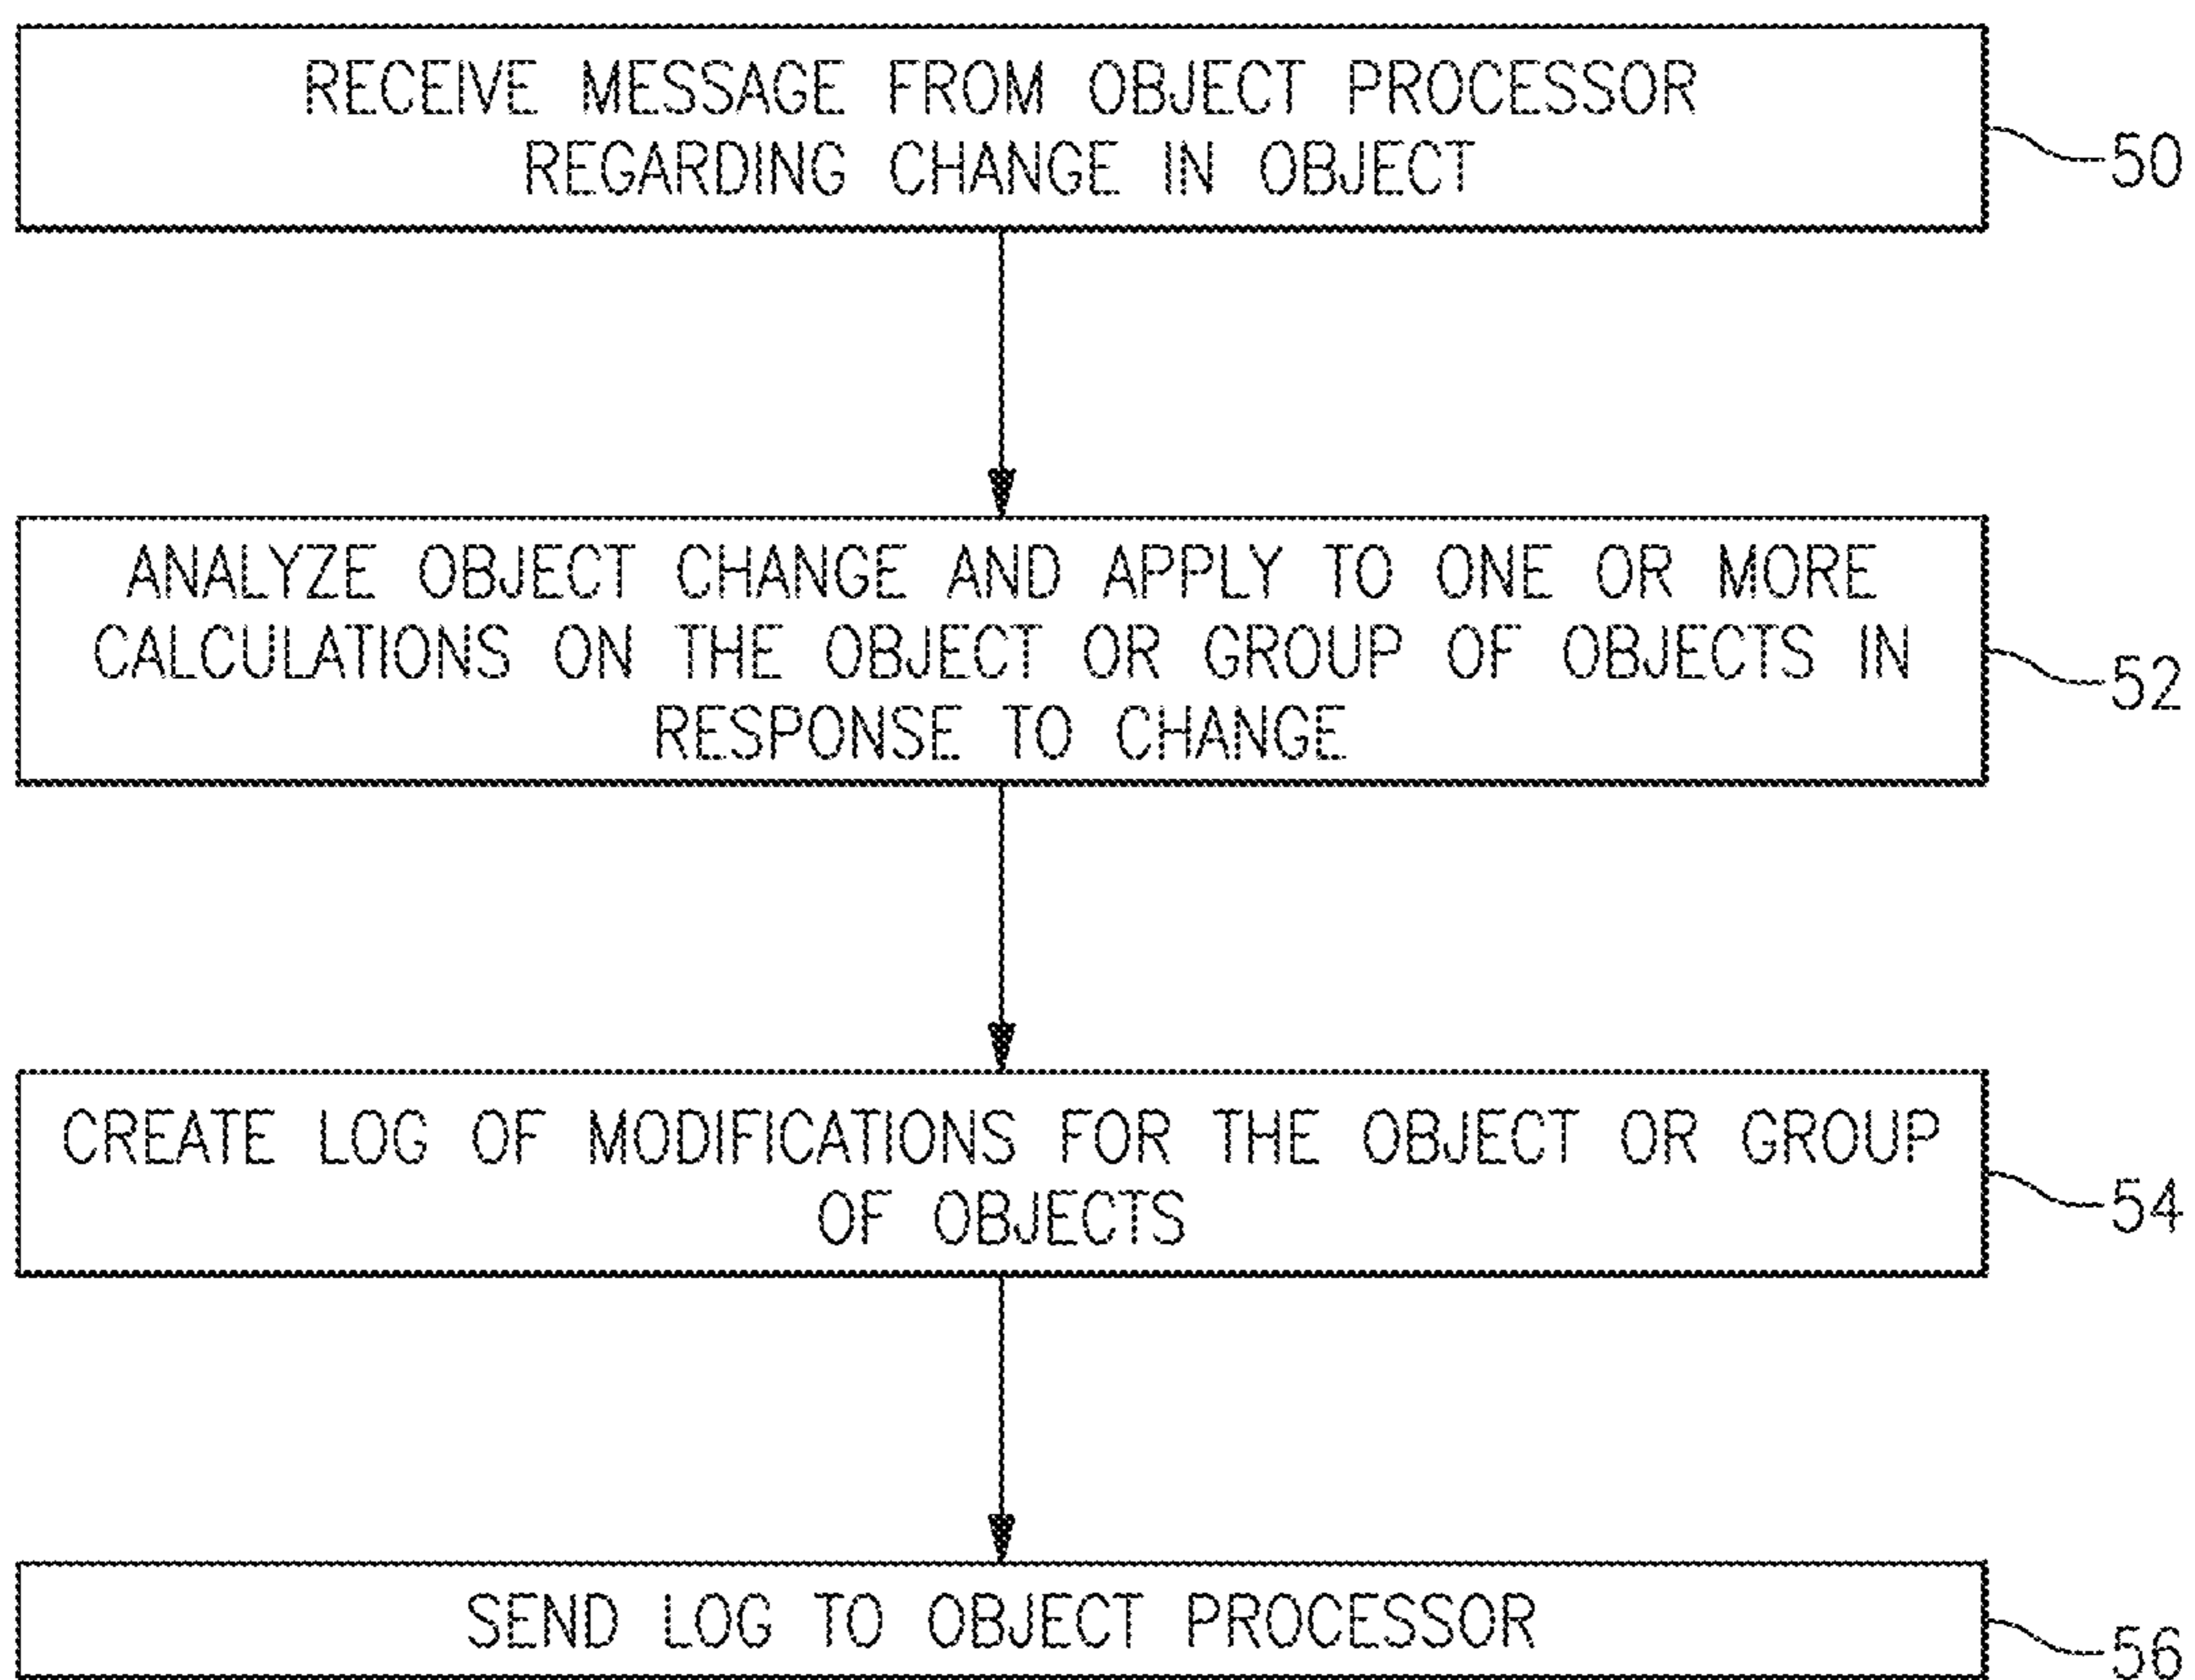 RECEIVE MESSAGE FROM OBJECT PROCESSOR
REGARDING CHANGE IN OBJECT
50
ANALYZE OBJECT CHANGE AND APPLY TO ONE OR MORE
CALCULATIONS ON THE OBJECT OR GROUP OF OBJECTS IN
RESPONSE TO CHANGE
52
CREATE LOG OF MODIFICATIONS FOR THE OBJECT OR GROUP
OF OBJECTS
54
SEND LOG TO OBJECT PROCESSOR
56